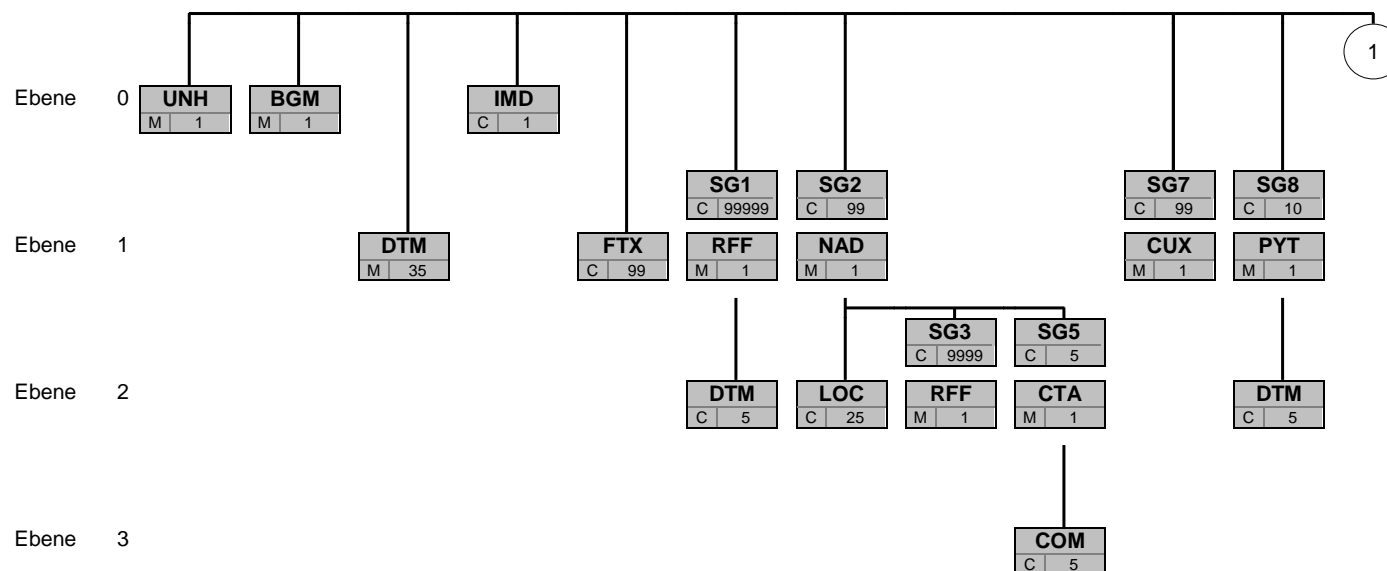 1
Ebene 0 UNH BGM IMD
M 1 M 1 C 1
SG1 SG2 SG7 SG8
C 99999 C 99 C 99 C 10
Ebene 1 DTM FTX RFF NAD CUX PYT
M 35 C 99 M 1 M 1 M 1 M 1
SG3 SG5
C 9999 C 5
Ebene 2 DTM LOC RFF CTA DTM
C 5 C 25 M 1 M 1 C 5
Ebene 3 COM
C 5